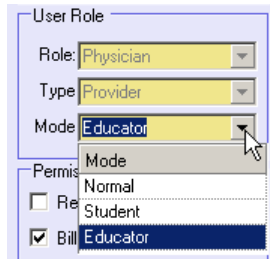 User Role
Role: Physician
Type Provider
Mode Educator
Mode
Permis
Normal
Re
Student
Bill
Educator